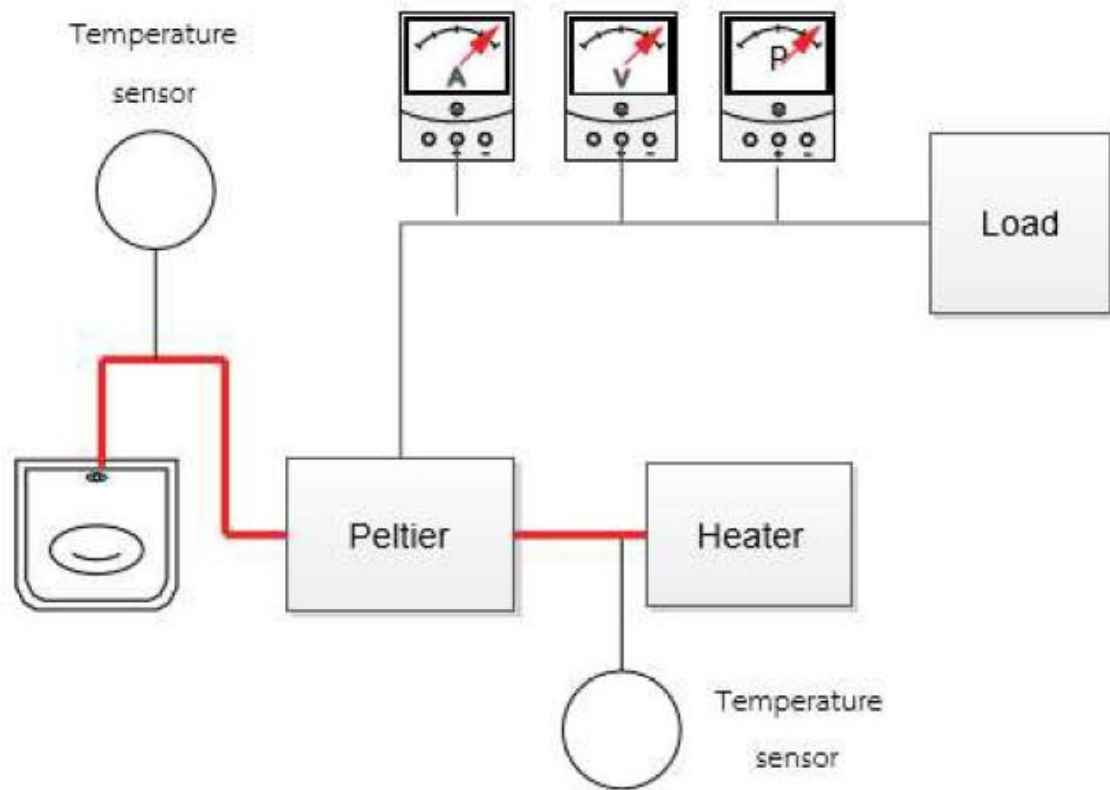 Temperature
sensor
A
V
P
Load
Peltier
Heater
Temperature
sensor